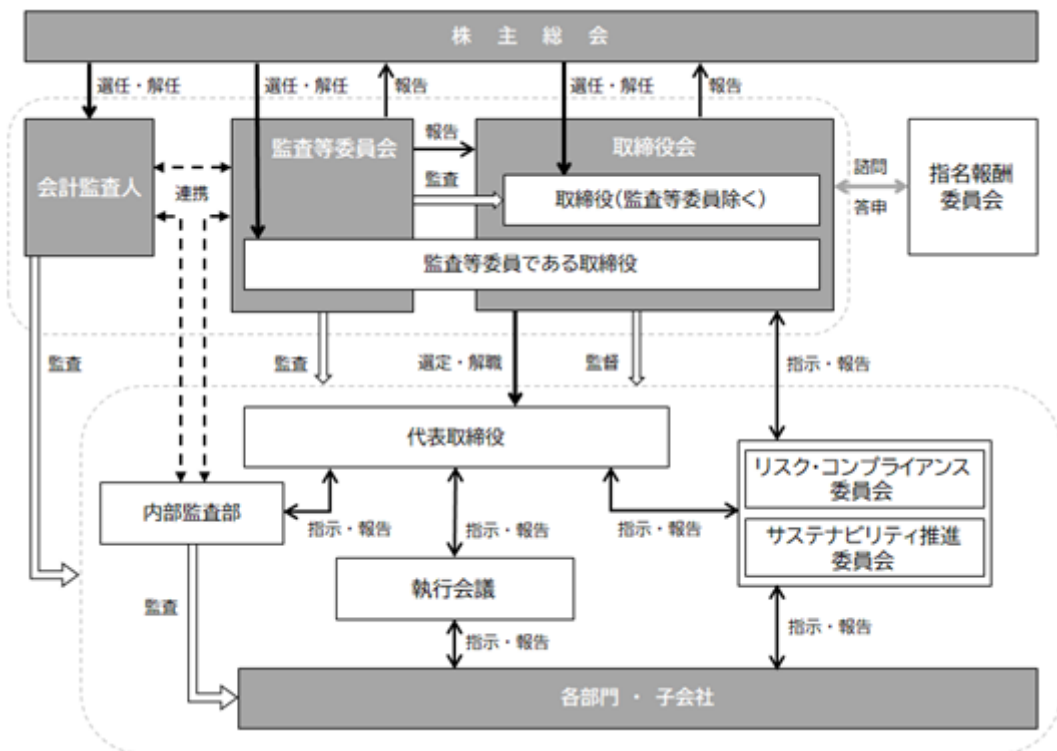 株 主 総 会
選任・解任
選任・解任
報告
選任・解任
報告
会計監査人
連携
監査等委員会
報告
監査
取締役会
取締役(監査等委員除く)
監査等委員である取締役
諮問
答申
指名報酬
委員会
監査
監査
選定・解職
監督
指示・報告
代表取締役
リスク・コンプライアンス
委員会
サステナビリティ推進
委員会
内部監査部
指示・報告
指示・報告
指示・報告
執行会議
監査
指示・報告
指示・報告
各部門 ・ 子会社